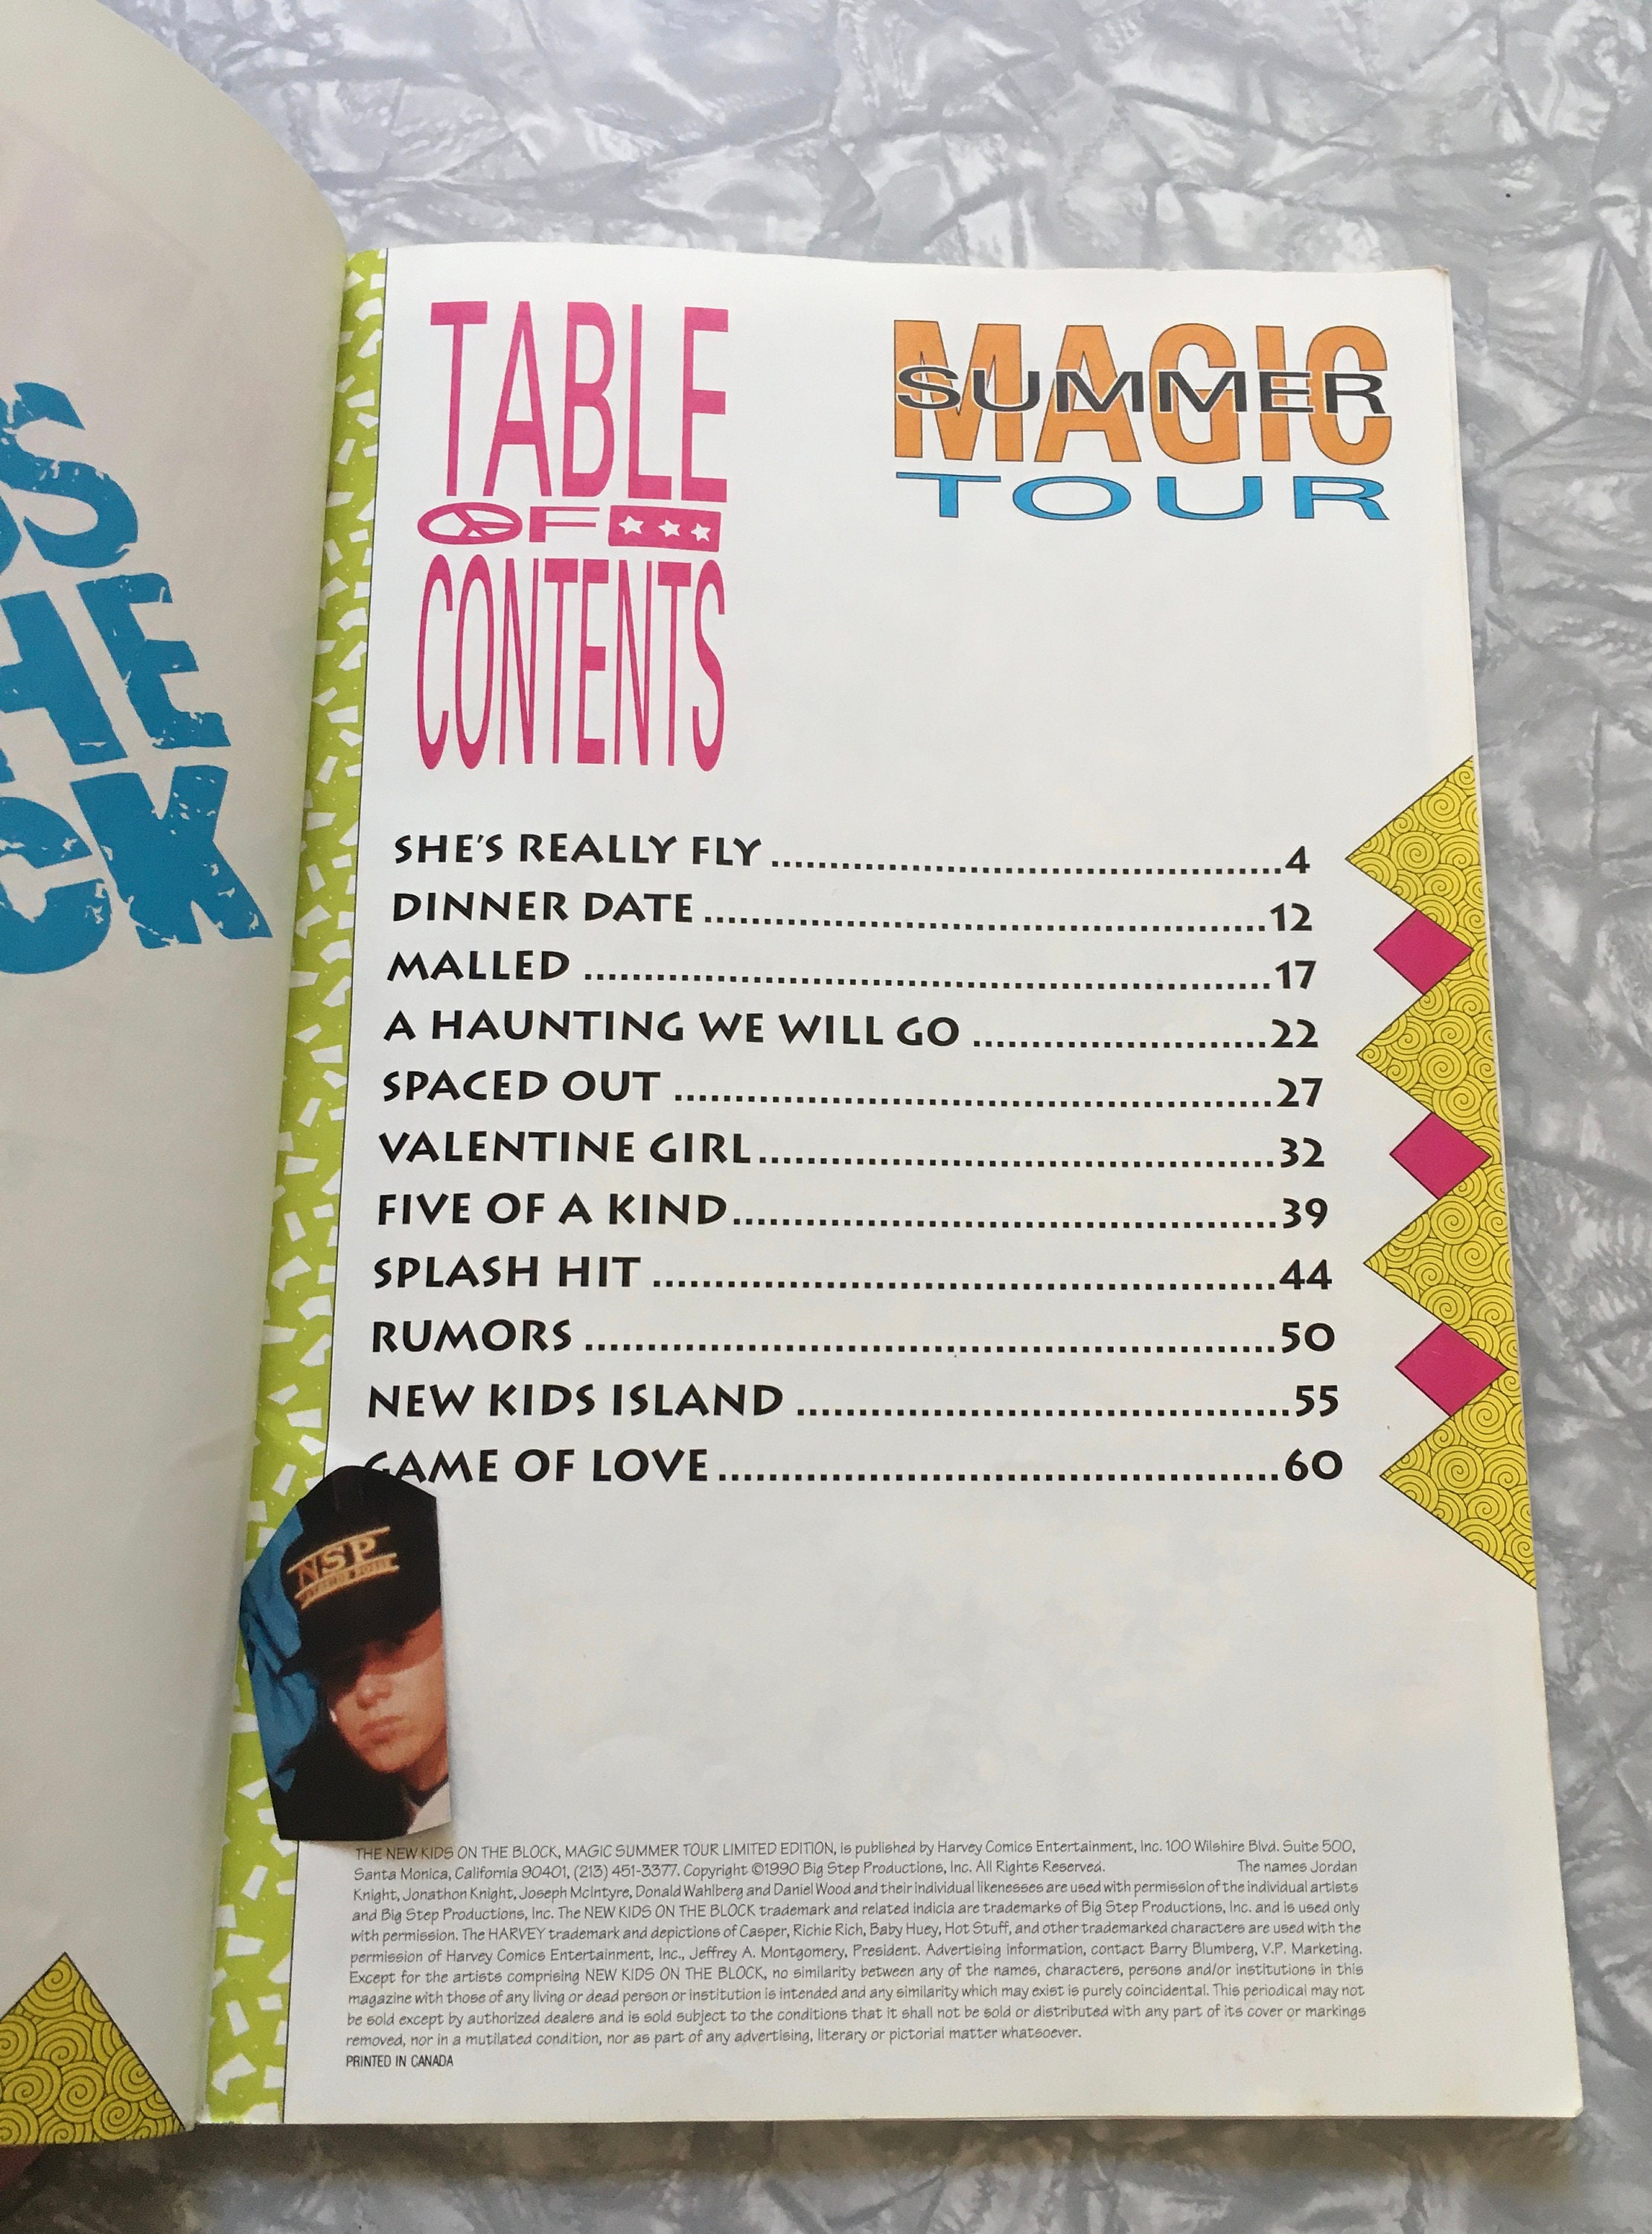 S
HE
CK
TABLE
OF
CONTENTS
MAGIC
SUMMER
TOUR
SHE'S REALLY FLY ........ 4
DINNER DATE ........ 12
MALLED ........ 17
A HAUNTING WE WILL GO ........ 22
SPACED OUT ........ 27
VALENTINE GIRL ........ 32
FIVE OF A KIND ........ 39
SPLASH HIT ........ 44
RUMORS ........ 50
NEW KIDS ISLAND ........ 55
GAME OF LOVE ........ 60
NSP
THE NEW KIDS ON THE BLOCK, MAGIC SUMMER TOUR LIMITED EDITION, is published by Harvey Comics Entertainment, Inc. 100 Wilshire Blvd. Suite 500,
Santa Monica, California 90401, (213) 451-3377. Copyright ©1990 Big Step Productions, Inc. All Rights Reserved. The names Jordan
Knight, Jonathon Knight, Joseph McIntyre, Donald Wahlberg and Daniel Wood and their individual likenesses are used with permission of the individual artists
and Big Step Productions, Inc. The NEW KIDS ON THE BLOCK trademark and related indicia are trademarks of Big Step Productions, Inc. and is used only
with permission. The HARVEY trademark and depictions of Casper, Richie Rich, Baby Huey, Hot Stuff, and other trademarked characters are used with the
permission of Harvey Comics Entertainment, Inc., Jeffrey A. Montgomery, President. Advertising information, contact Barry Blumberg, V.P. Marketing.
Except for the artists comprising NEW KIDS ON THE BLOCK, no similarity between any of the names, characters, persons and/or institutions in this
magazine with those of any living or dead person or institution is intended and any similarity which may exist is purely coincidental. This periodical may not
be sold except by authorized dealers and is sold subject to the conditions that it shall not be sold or distributed with any part of its cover or markings
removed, nor in a mutilated condition, nor as part of any advertising, literary or pictorial matter whatsoever.
PRINTED IN CANADA